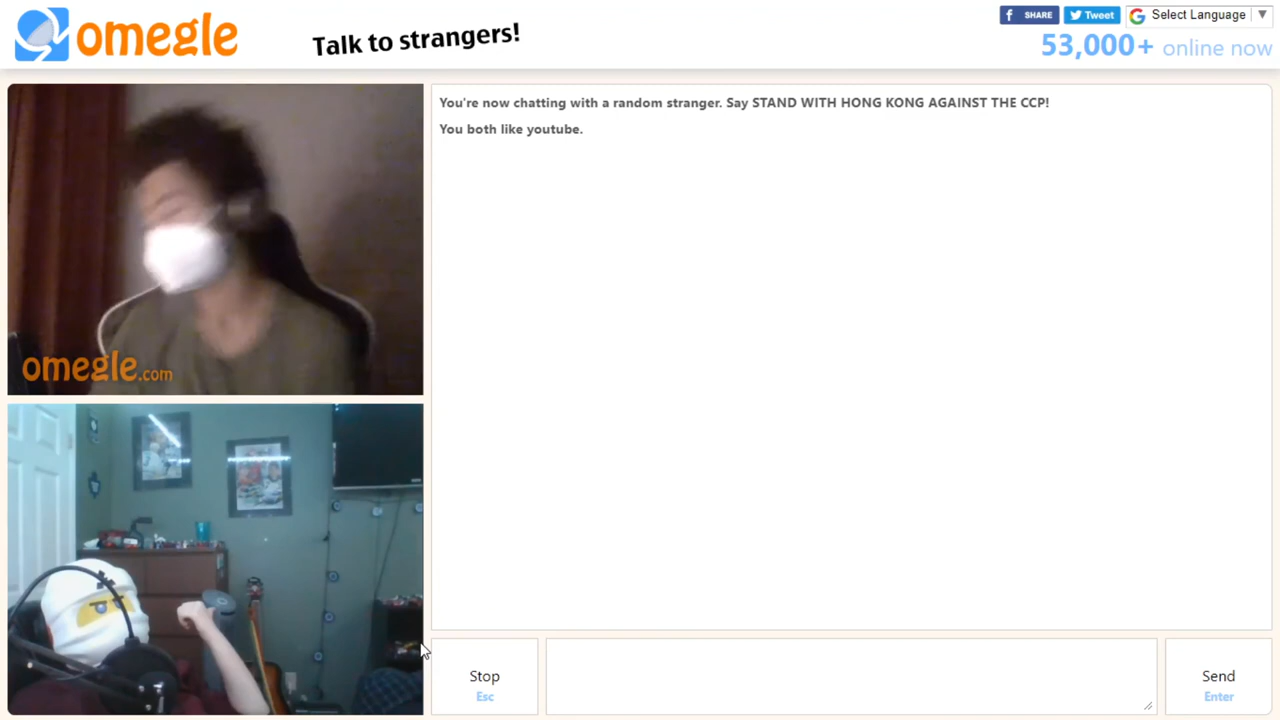 omegle
Talk to strangers!
SHARE
Tweet
Select Language
53,000+ online now
You're now chatting with a random stranger. Say STAND WITH HONG KONG AGAINST THE CCP!
You both like youtube.
omegle.com
Stop
Esc
Send
Enter